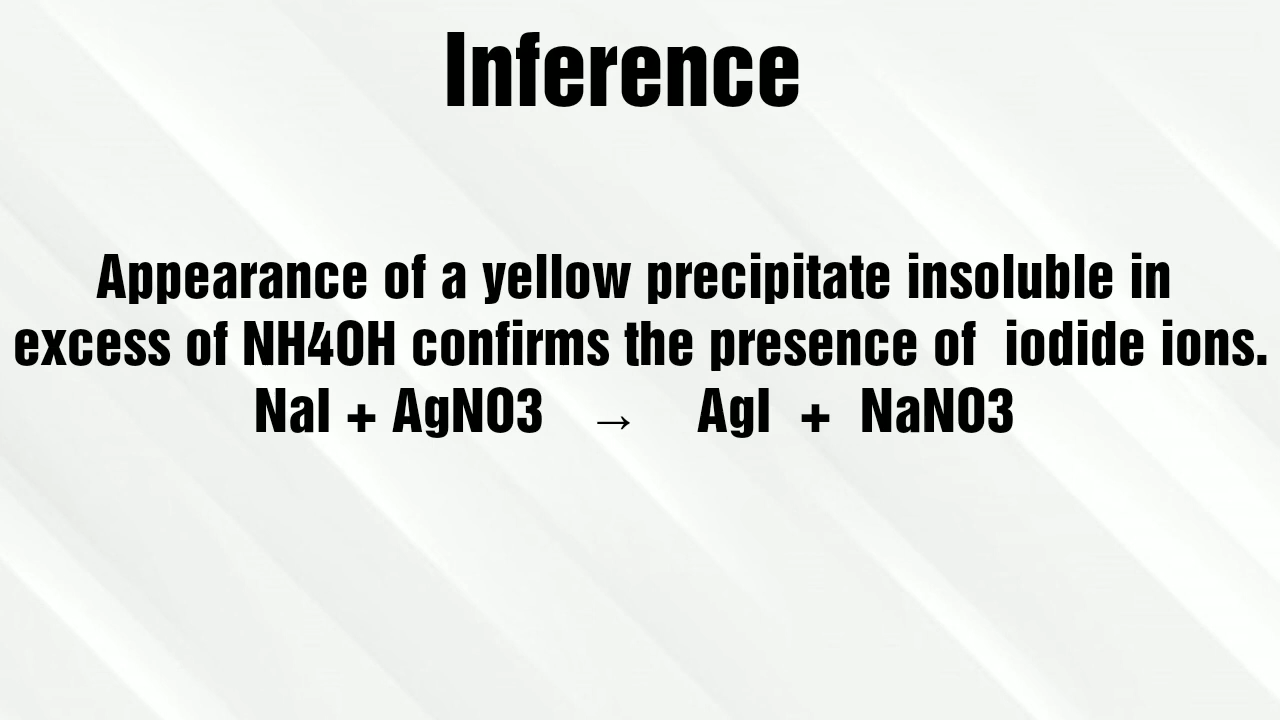 Inference
Appearance of a yellow precipitate insoluble in
excess of NH4OH confirms the presence of  iodide ions.
NaI + AgNO3   →    AgI  +  NaNO3